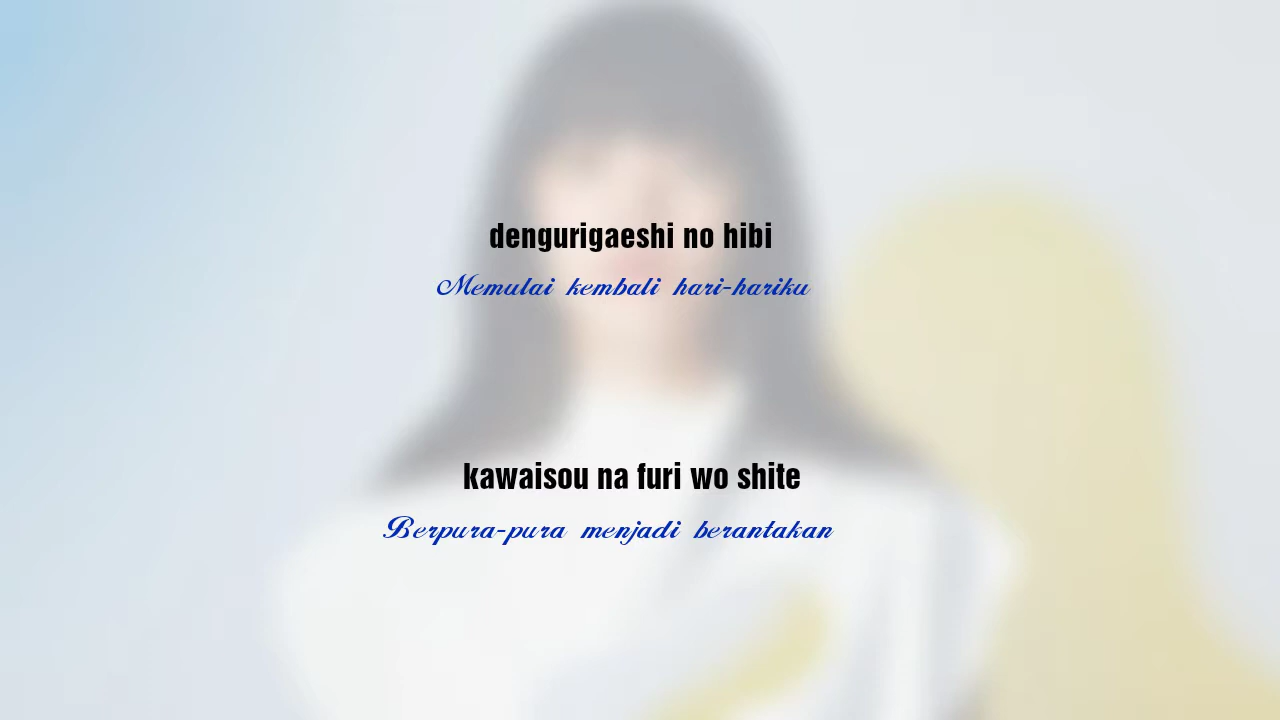 dengurigaeshi no hibi
Memulai kembali hari-hariku
kawaisou na furi wo shite
Berpura-pura menjadi berantakan